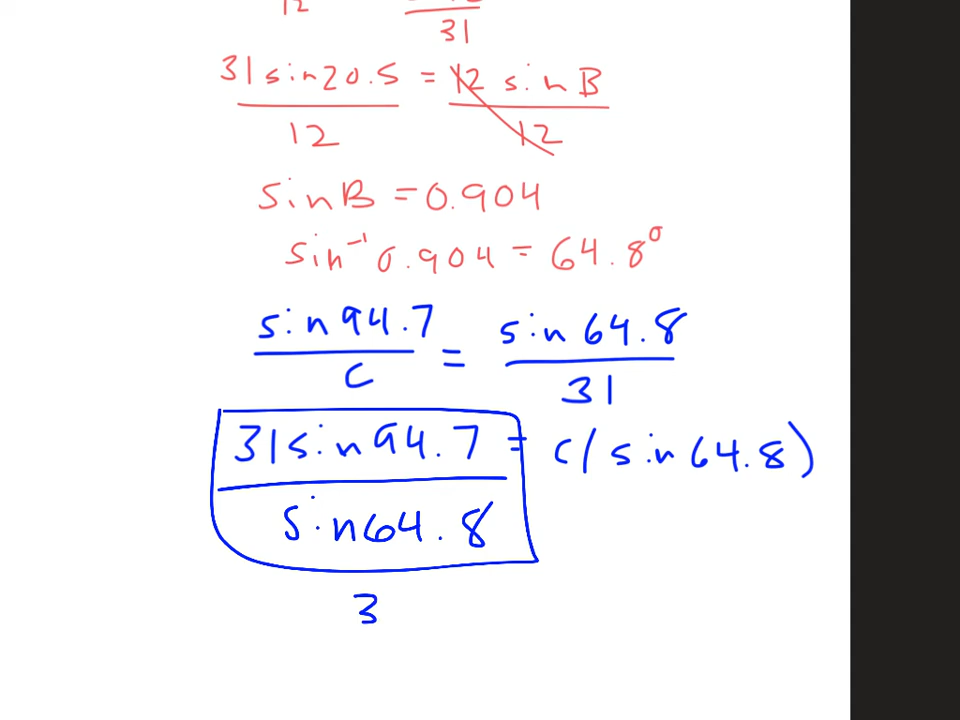 12
31
31 sin 20.5 = 12 sin B
12 12
sin B = 0.904
sin⁻¹ 0.904 = 64.8°
sin 94.7 = sin 64.8
c 31
31 sin 94.7 = c (sin 64.8)
sin 64.8
3